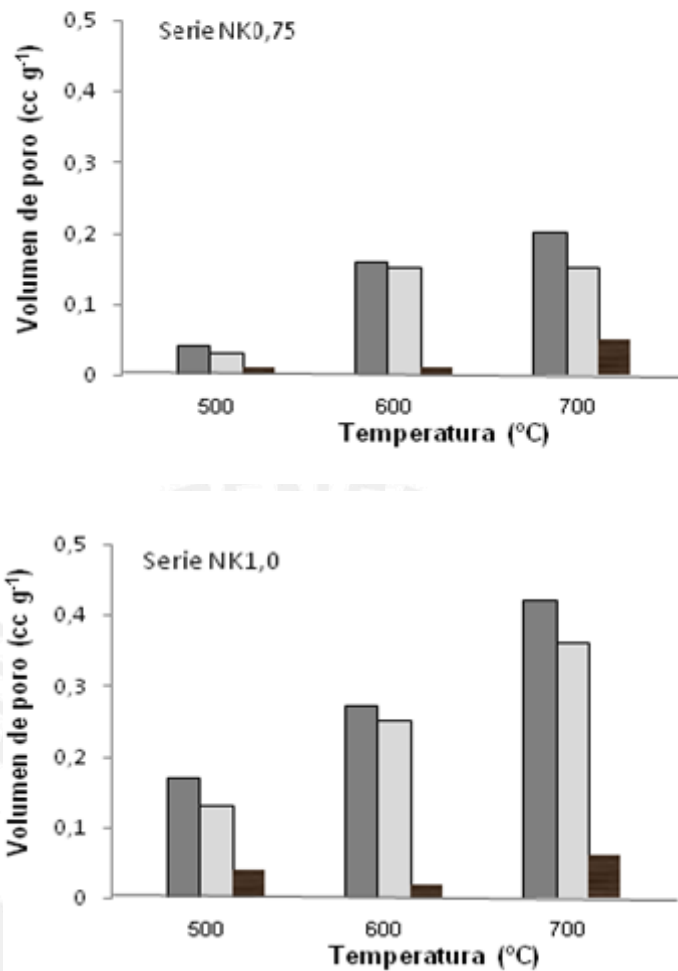 Serie NK0,75
Volumen de poro (cc g⁻¹)
0,5
0,4
0,3
0,2
0,1
0
500 600 700
Temperatura (°C)
Serie NK1,0
Volumen de poro (cc g⁻¹)
0,5
0,4
0,3
0,2
0,1
0
500 600 700
Temperatura (°C)